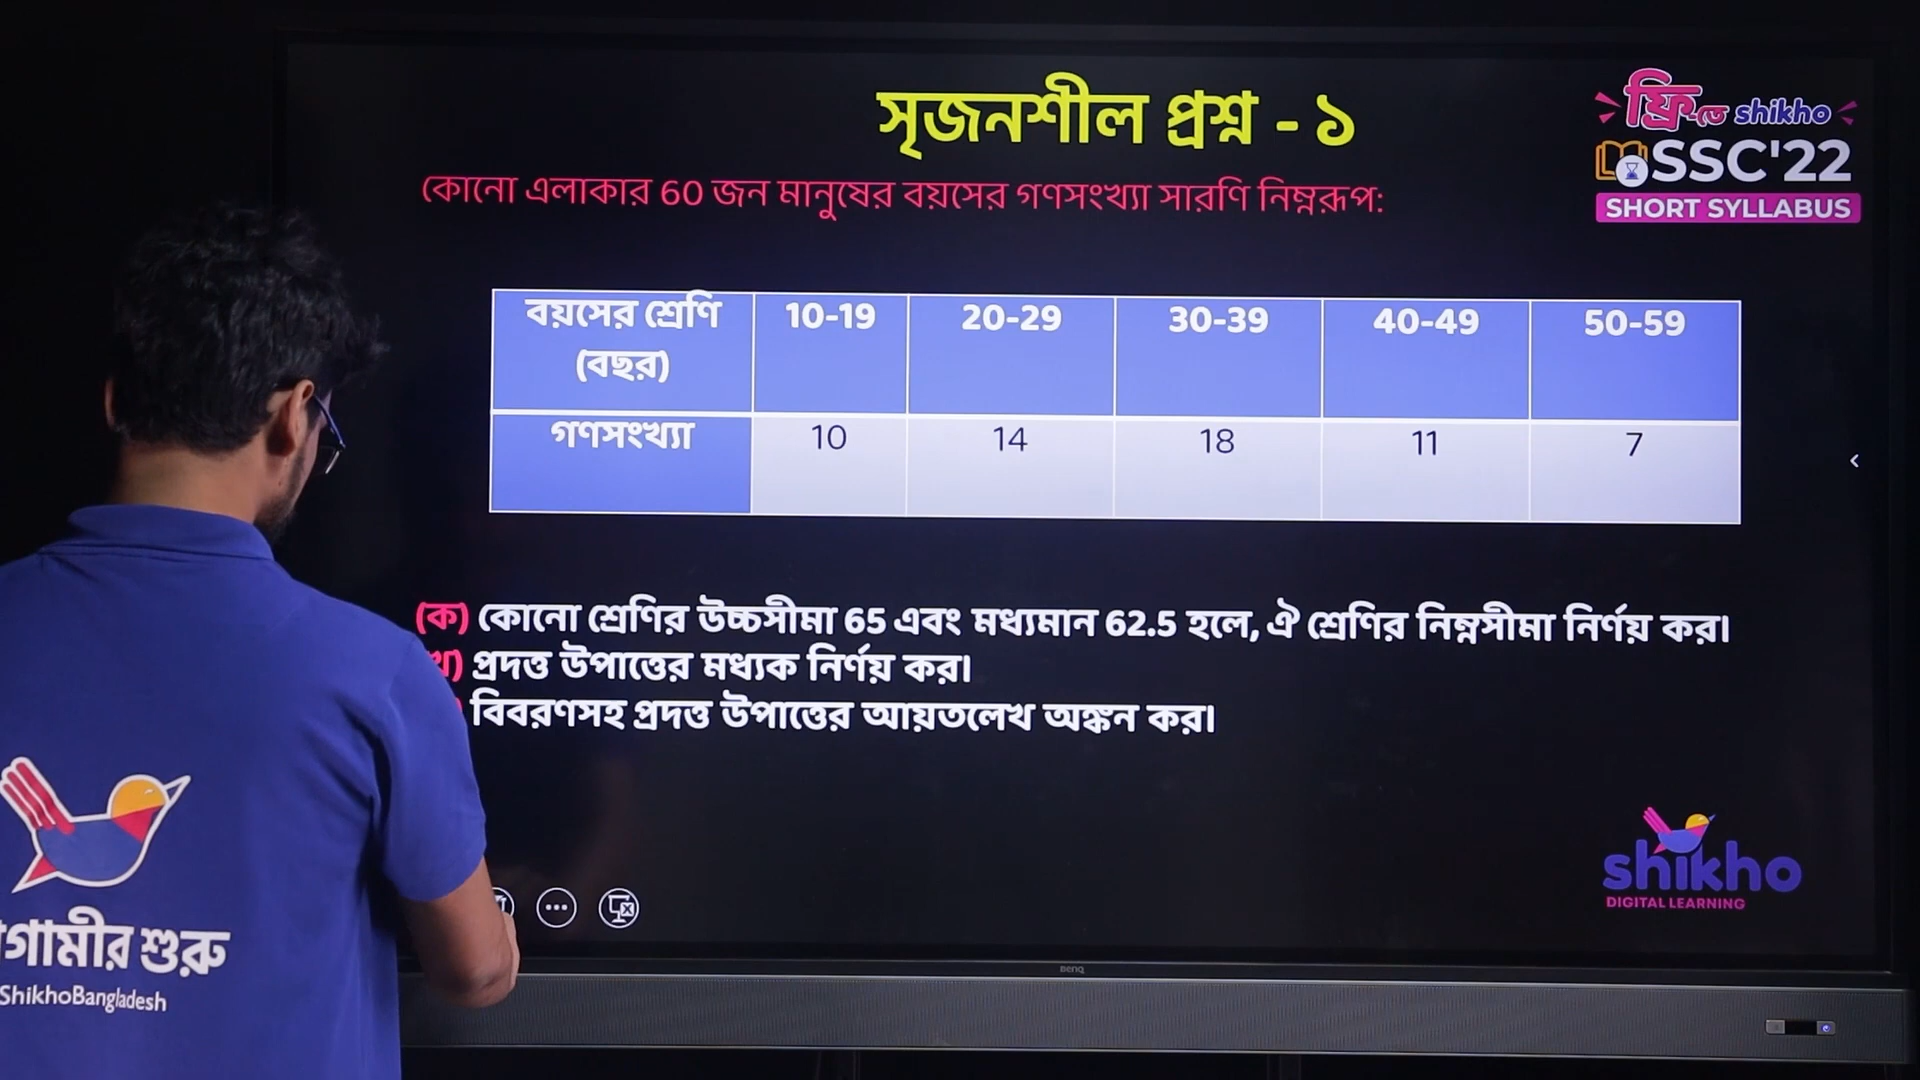 সৃজনশীল প্রশ্ন - ১
ফ্রি-তে shikho
SSC'22
SHORT SYLLABUS
কোনো এলাকার 60 জন মানুষের বয়সের গণসংখ্যা সারণি নিম্নরূপ:
বয়সের শ্রেণি (বছর) 10-19 20-29 30-39 40-49 50-59
গণসংখ্যা 10 14 18 11 7
(ক) কোনো শ্রেণির উচ্চসীমা 65 এবং মধ্যমান 62.5 হলে, ঐ শ্রেণির নিম্নসীমা নির্ণয় কর।
খ) প্রদত্ত উপাত্তের মধ্যক নির্ণয় কর।
বিবরণসহ প্রদত্ত উপাত্তের আয়তলেখ অঙ্কন কর।
shikho
DIGITAL LEARNING
BenQ
গামীর শুরু
ShikhoBangladesh